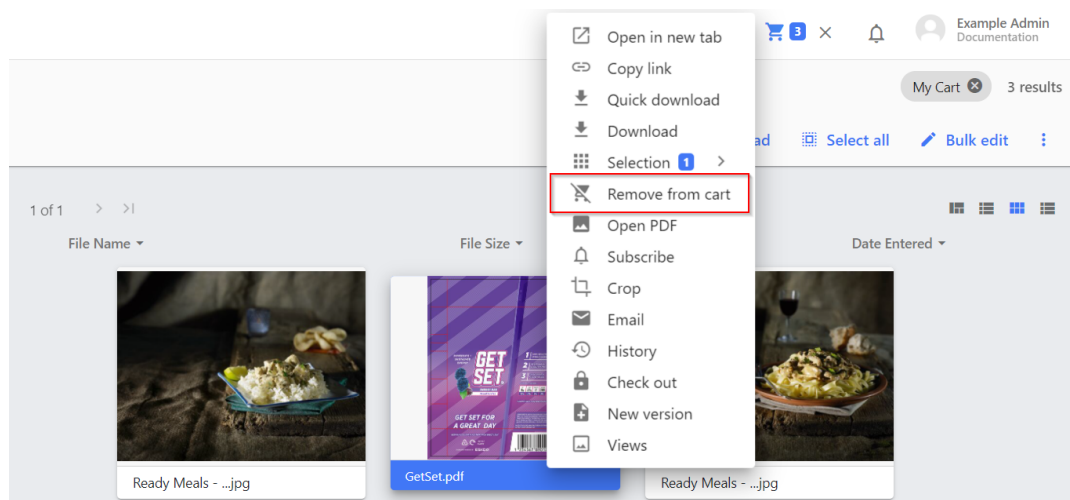 Open in new tab
3
Example Admin
Documentation
Copy link
My Cart
3 results
Quick download
Download
ad
Select all
Bulk edit
Selection 1
Remove from cart
1 of 1
Open PDF
File Name
File Size
Date Entered
Subscribe
Crop
Email
History
Check out
New version
Views
GET
SET
GET SET FOR
A GREAT DAY
Ready Meals - ...jpg
GetSet.pdf
Ready Meals - ...jpg